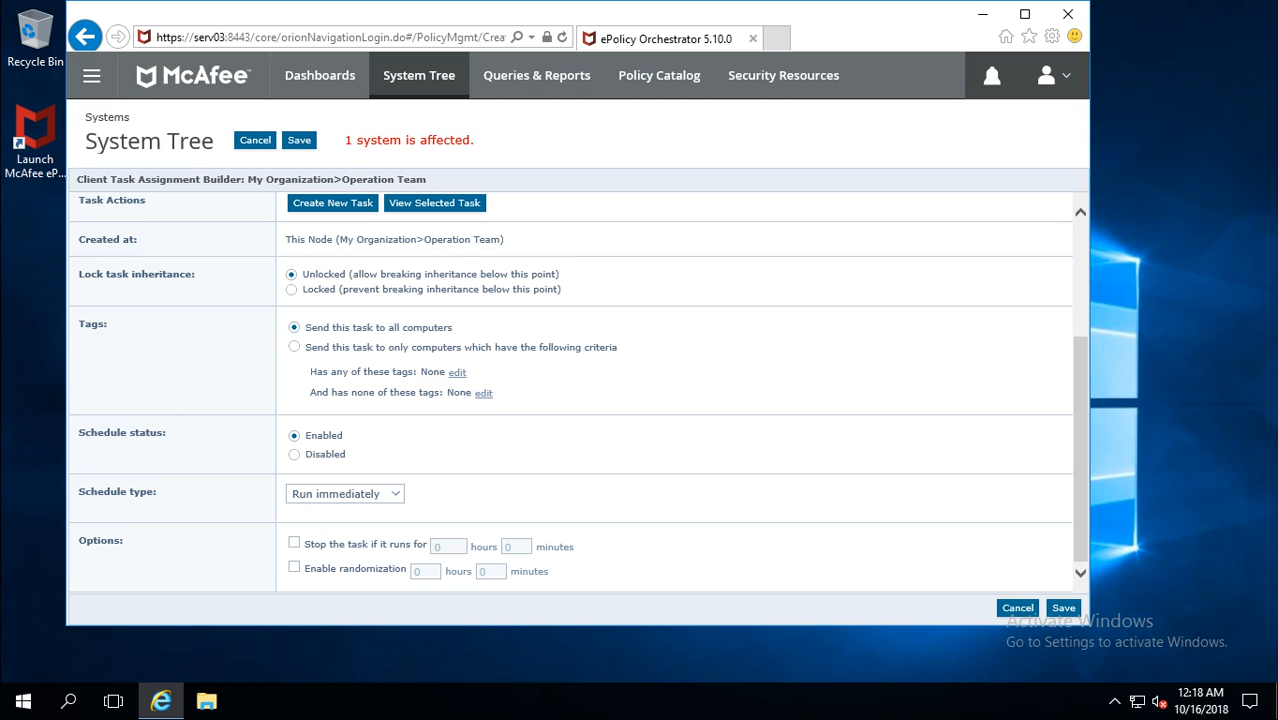 Recycle Bin
Launch
McAfee eP...
https://serv03:8443/core/orionNavigationLogin.do#/PolicyMgmt/Crea
ePolicy Orchestrator 5.10.0
McAfee™
Dashboards
System Tree
Queries & Reports
Policy Catalog
Security Resources
Systems
System Tree
Cancel
Save
1 system is affected.
Client Task Assignment Builder: My Organization>Operation Team
Task Actions
Create New Task
View Selected Task
Created at:
This Node (My Organization>Operation Team)
Lock task inheritance:
Unlocked (allow breaking inheritance below this point)
Locked (prevent breaking inheritance below this point)
Tags:
Send this task to all computers
Send this task to only computers which have the following criteria
Has any of these tags: None edit
And has none of these tags: None edit
Schedule status:
Enabled
Disabled
Schedule type:
Run immediately
Options:
Stop the task if it runs for 0 hours 0 minutes
Enable randomization 0 hours 0 minutes
Cancel
Save
Activate Windows
Go to Settings to activate Windows.
12:18 AM
10/16/2018